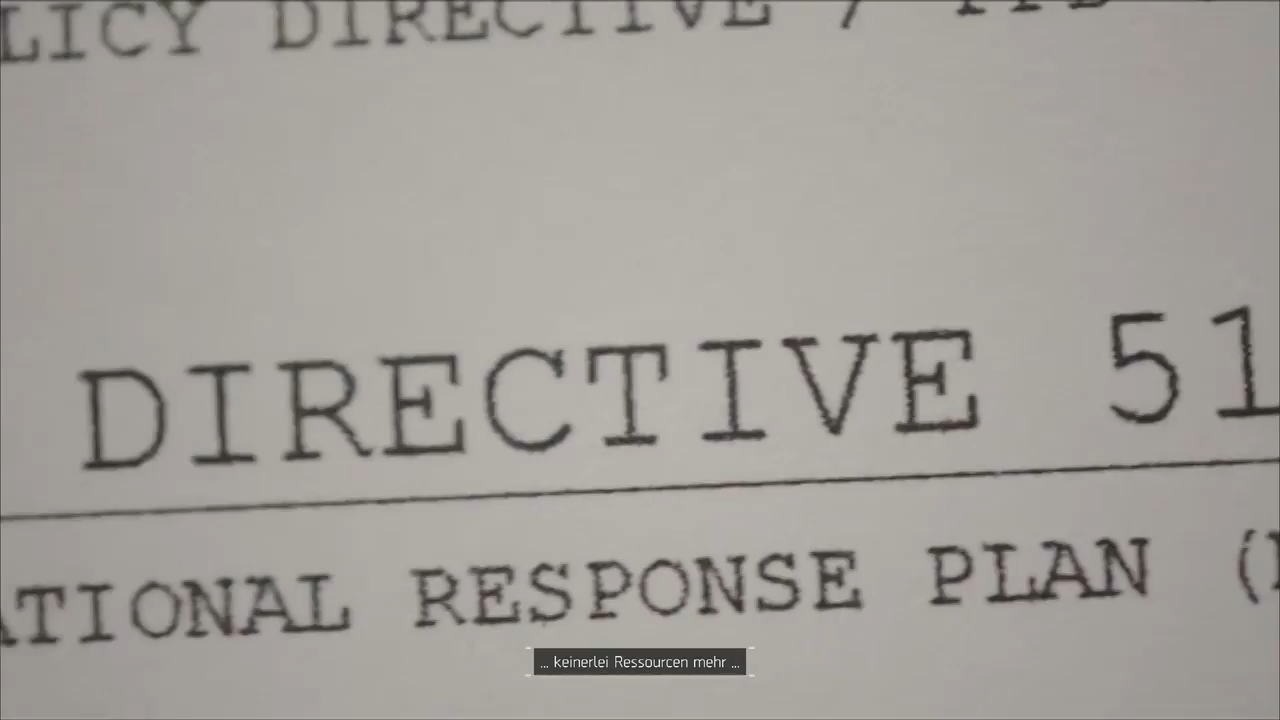 LICY DIRECTIVE /
DIRECTIVE 51
ATIONAL RESPONSE PLAN (
... keinerlei Ressourcen mehr ...